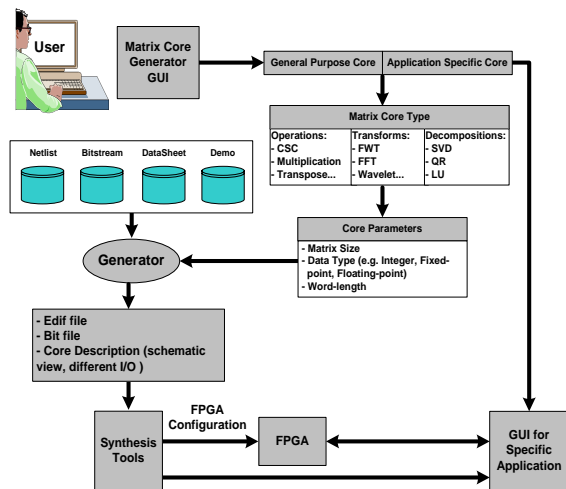 User
Matrix Core
Generator
GUI
General Purpose Core
Application Specific Core
Matrix Core Type
Operations:
- CSC
- Multiplication
- Transpose...
Transforms:
- FWT
- FFT
- Wavelet...
Decompositions:
- SVD
- QR
- LU
Netlist
Bitstream
DataSheet
Demo
Core Parameters
- Matrix Size
- Data Type (e.g. Integer, Fixed-
point, Floating-point)
- Word-length
Generator
- Edif file
- Bit file
- Core Description (schematic
view, different I/O )
FPGA
Configuration
Synthesis
Tools
FPGA
GUI for
Specific
Application